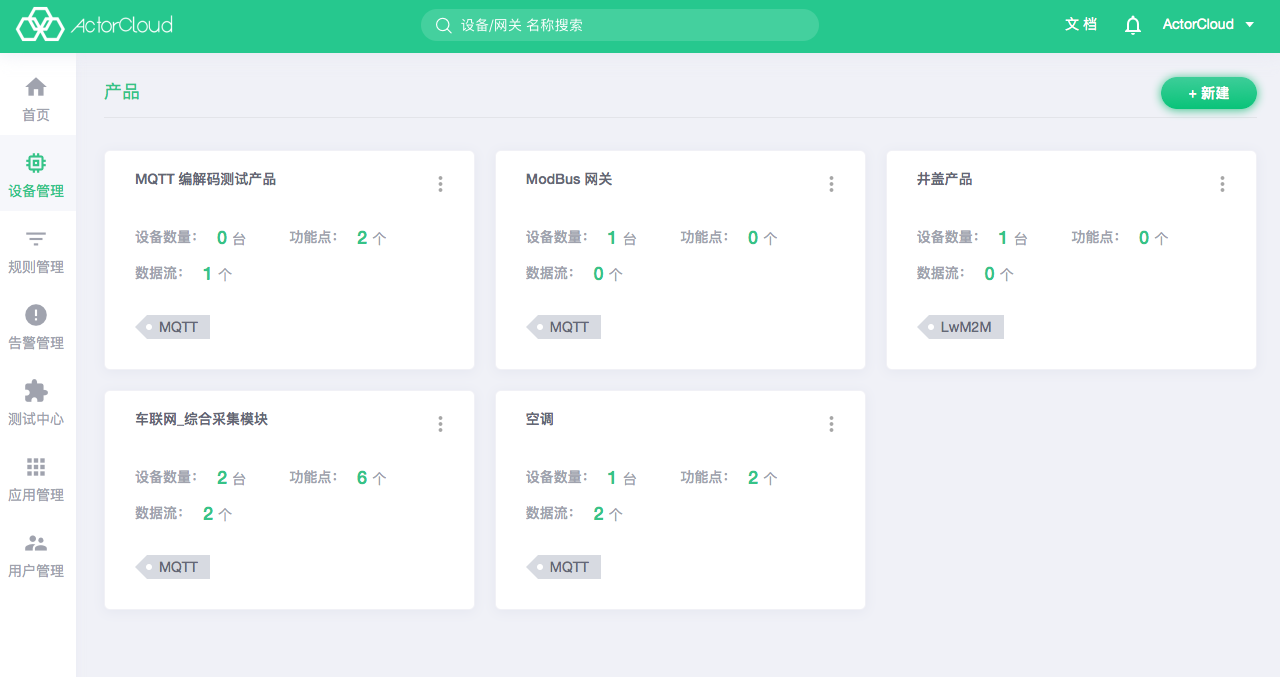 ActorCloud
设备/网关 名称搜索
文档
ActorCloud
首页
设备管理
规则管理
告警管理
测试中心
应用管理
用户管理
产品
+ 新建
MQTT 编解码测试产品
设备数量： 0 台 功能点： 2 个
数据流： 1 个
MQTT
ModBus 网关
设备数量： 1 台 功能点： 0 个
数据流： 0 个
MQTT
井盖产品
设备数量： 1 台 功能点： 0 个
数据流： 0 个
LwM2M
车联网_综合采集模块
设备数量： 2 台 功能点： 6 个
数据流： 2 个
MQTT
空调
设备数量： 1 台 功能点： 2 个
数据流： 2 个
MQTT